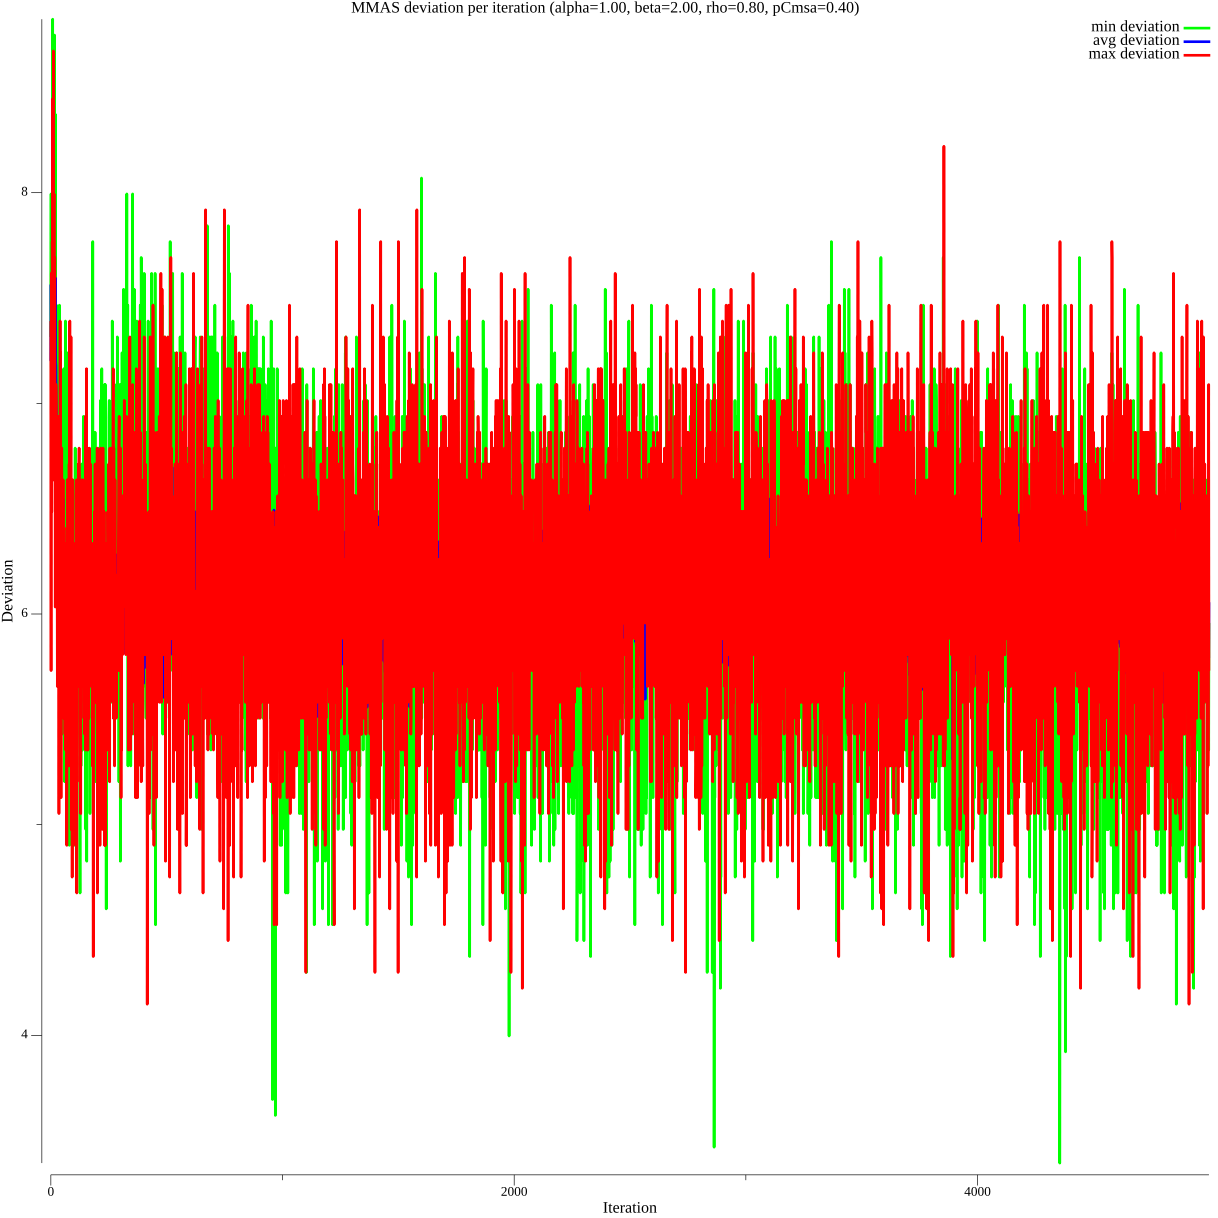 MMAS deviation per iteration (alpha=1.00, beta=2.00, rho=0.80, pCmsa=0.40)
min deviation
avg deviation
max deviation
8
6
4
Deviation
0
2000
4000
Iteration